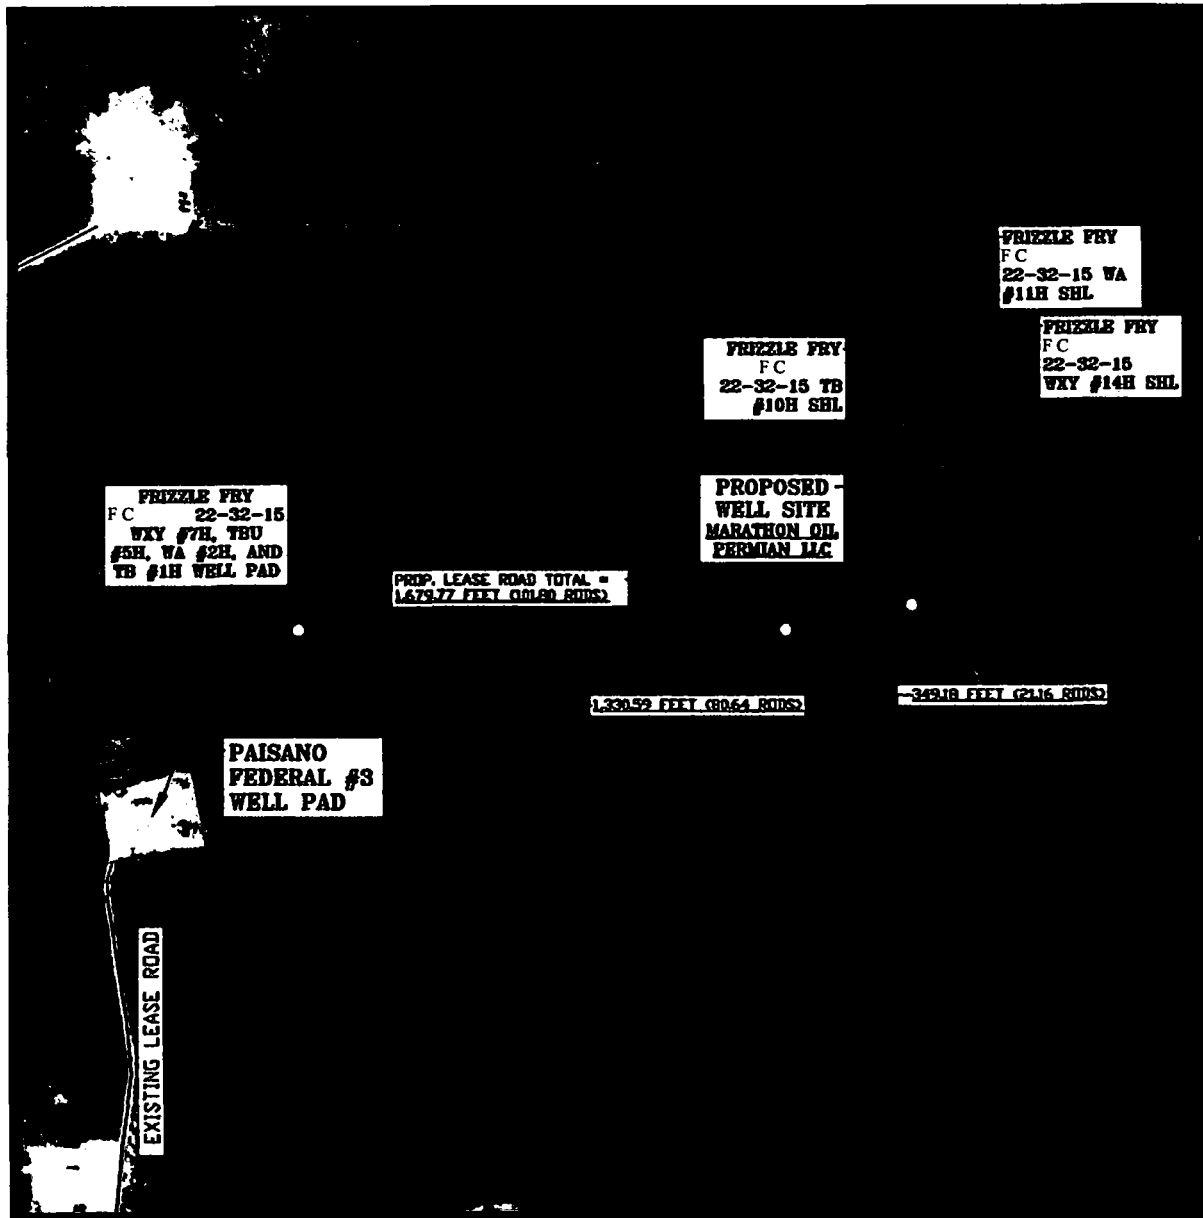 FRIZZLE FRY
F C
22-32-15 WA
#11H SHL
FRIZZLE FRY
F C
22-32-15
WXY #14H SHL
FRIZZLE FRY
F C
22-32-15 TB
#10H SHL
PROPOSED
WELL SITE
MARATHON OIL
PERMIAN LLC
FRIZZLE FRY
F C 22-32-15
WXY #7H, TBU
#5H, WA #2H, AND
TB #1H WELL PAD
PROP. LEASE ROAD TOTAL =
1,679.77 FEET (101.80 RODS)
1,330.59 FEET (80.64 RODS)
349.18 FEET (21.16 RODS)
PAISANO
FEDERAL #3
WELL PAD
EXISTING LEASE ROAD